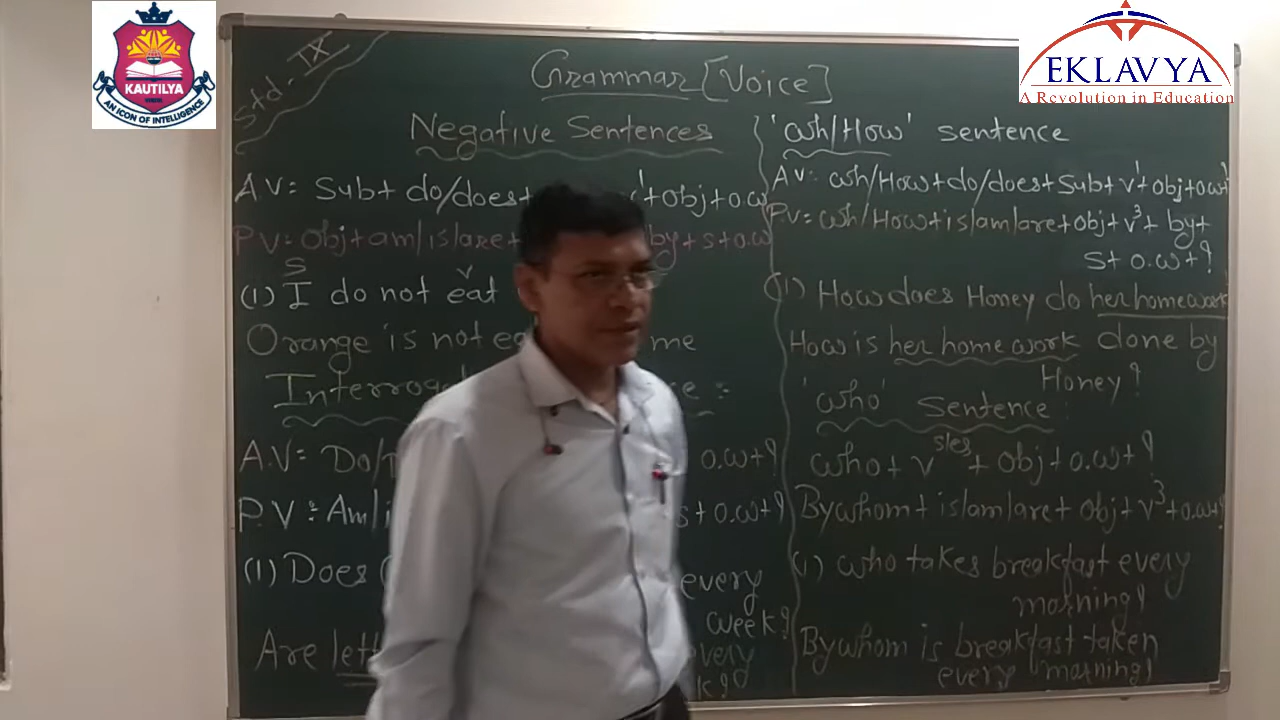 KAUTILYA
AN ICON OF INTELLIGENCE
EKLAVYA
A Revolution in Education
Std - IX
Grammar [Voice]
Negative Sentences
AV = Sub + do/does +
+ obj + o.w
PV = Obj + am/is/are +
by + s + o.w
S
V
(1) I do not eat
Orange is not
me
A.V = Do/
o.w + ?
P.V = Am/
s + o.w + ?
(1) Does
every
week?
Are
every
'Wh/How' sentence
AV = Wh/How + do/does + Sub + V1 + Obj + o.w + ?
PV = Wh/How + is/am/are + Obj + V3 + by +
S + o.w + ?
(1) How does Honey do her homework
How is her home work done by
Honey?
'Who' Sentence
Who + V s/es + Obj + o.w + ?
By whom + is/am/are + Obj + V3 + o.w + ?
(1) Who takes breakfast every
morning?
By whom is breakfast taken
every morning?